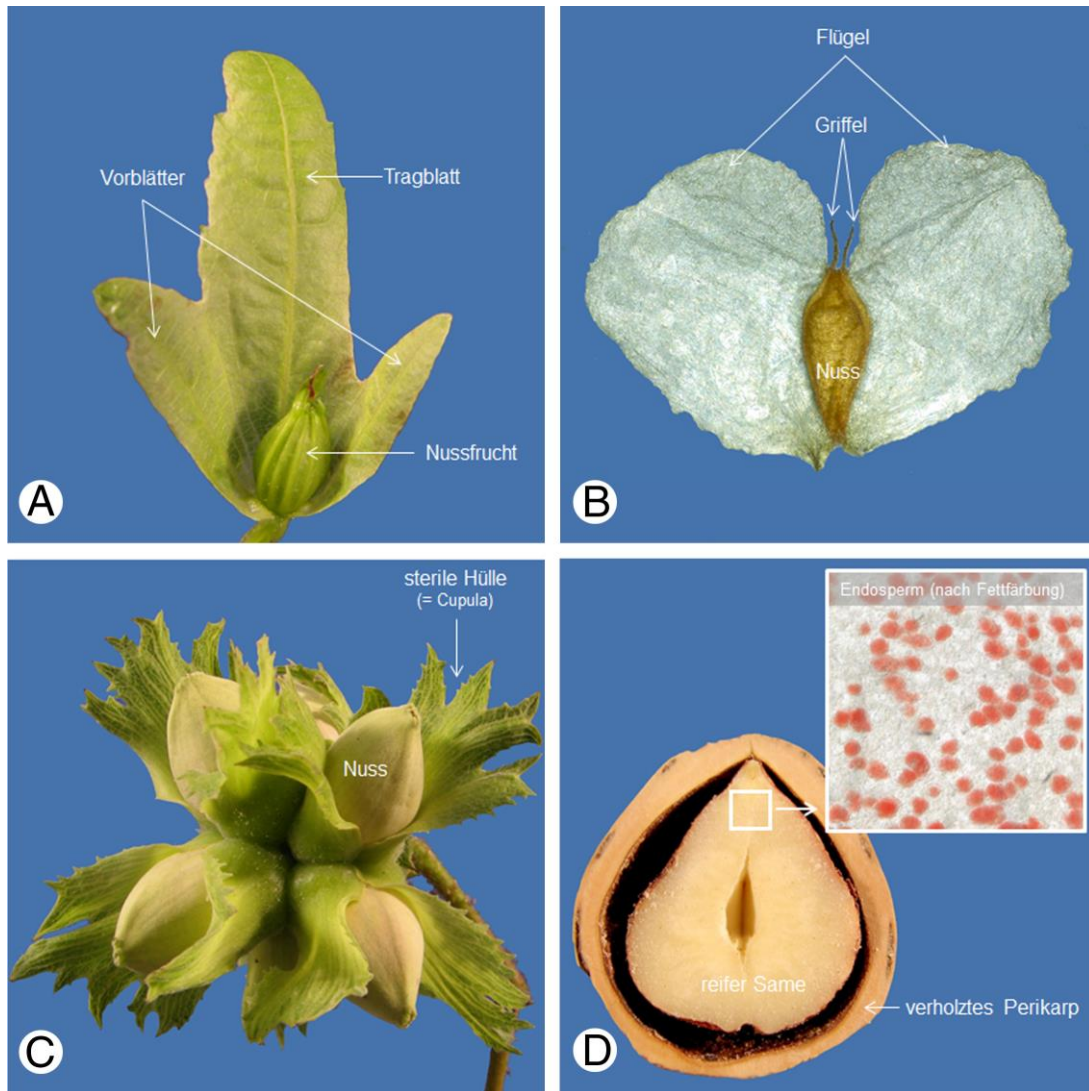 Vorblätter
Tragblatt
Nussfrucht
A
Flügel
Griffel
Nuss
B
sterile Hülle
(= Cupula)
Nuss
C
Endosperm (nach Fettfärbung)
reifer Same
verholztes Perikarp
D